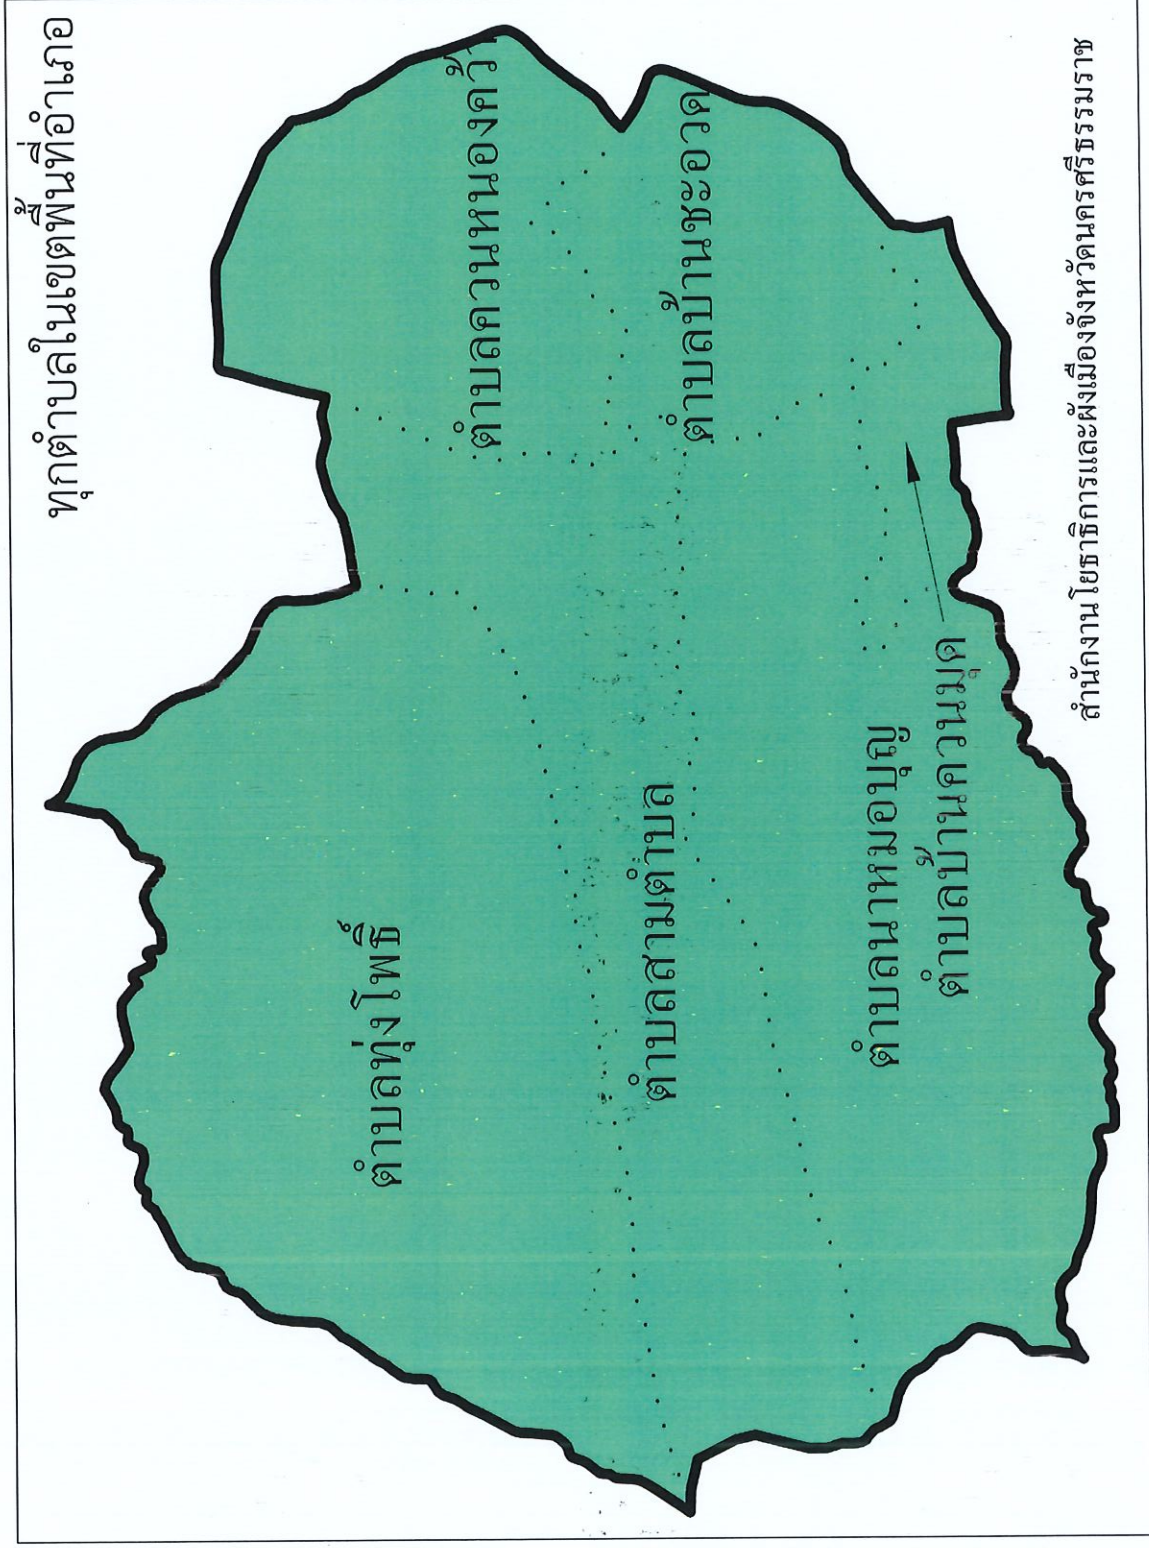 ทุกตำบลในเขตพื้นที่อำเภอ
ตำบลทุ่งโพธิ์
ตำบลควนหนองคว้า
ตำบลสามตำบล
ตำบลบ้านชะอวด
ตำบลนาหมอบุญ
ตำบลบ้านควนมุด
สำนักงานโยธาธิการและผังเมืองจังหวัดนครศรีธรรมราช